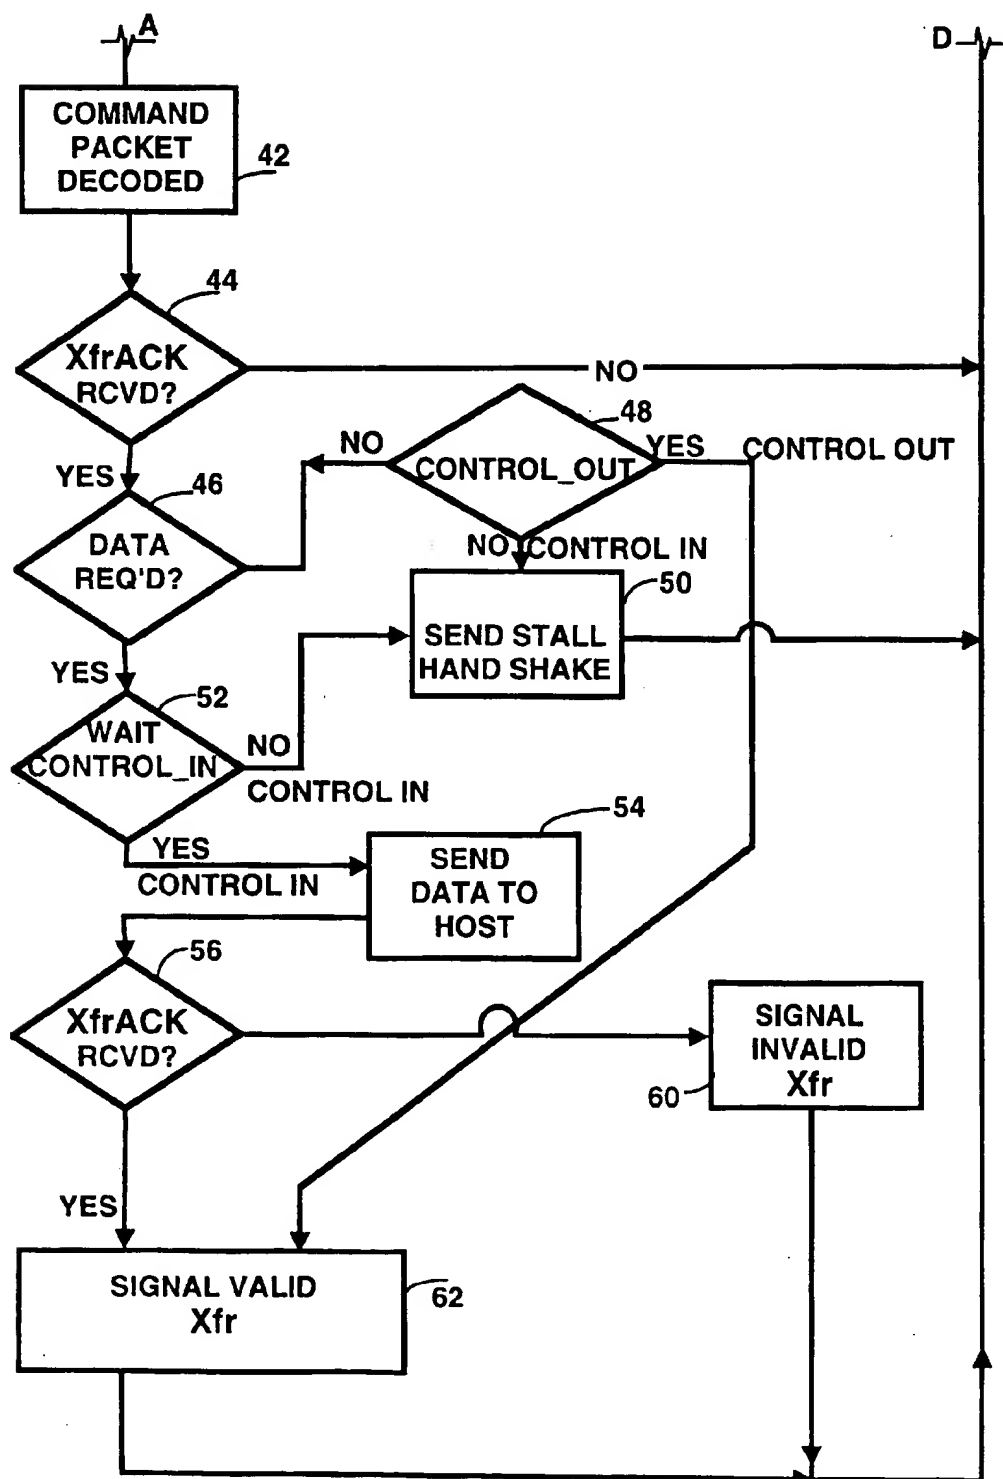 A
D
COMMAND
PACKET
DECODED
42
44
XfrACK
RCVD?
NO
48
NO
YES
CONTROL OUT
CONTROL_OUT
YES
46
NO
CONTROL IN
DATA
REQ'D?
50
SEND STALL
HAND SHAKE
YES
52
WAIT
CONTROL_IN
NO
CONTROL IN
54
YES
CONTROL IN
SEND
DATA TO
HOST
56
XfrACK
RCVD?
SIGNAL
INVALID
Xfr
60
YES
SIGNAL VALID
Xfr
62